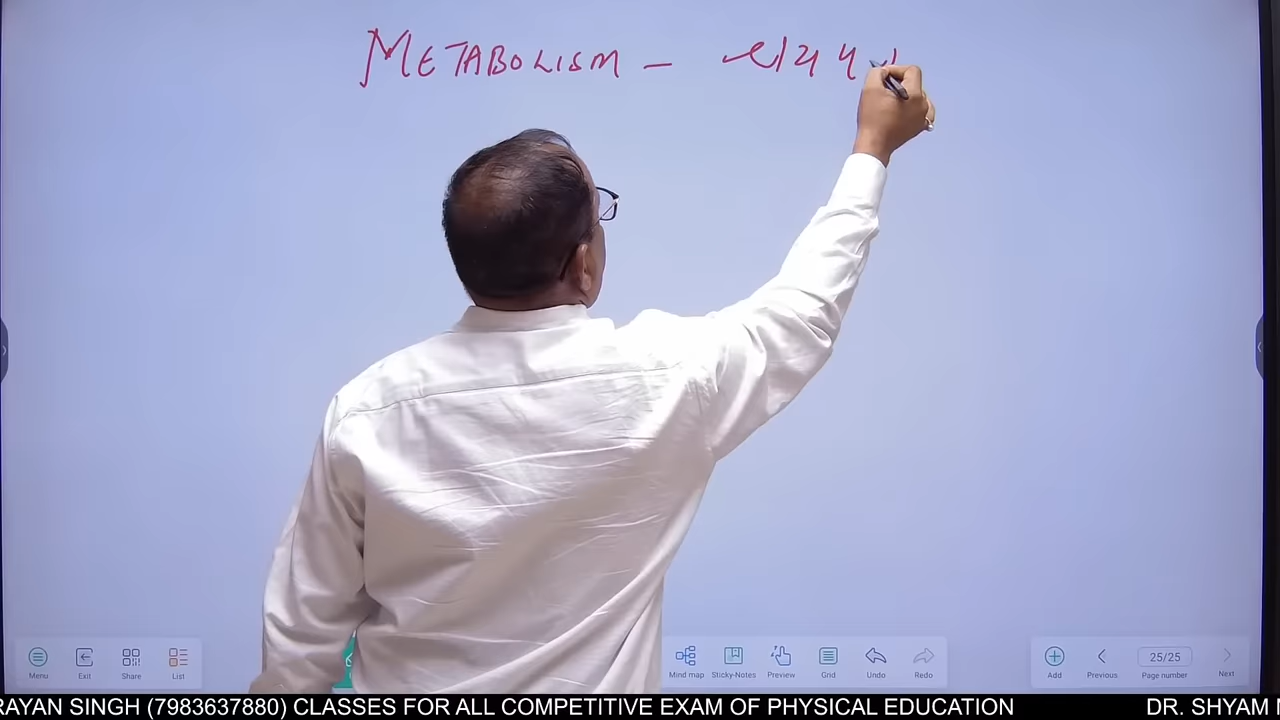 METABOLISM –
Menu Exit Share List Mind map Sticky-Notes Preview Grid Undo Redo Add Previous 25/25 Page number Next
RAYAN SINGH (7983637880) CLASSES FOR ALL COMPETITIVE EXAM OF PHYSICAL EDUCATION DR. SHYAM